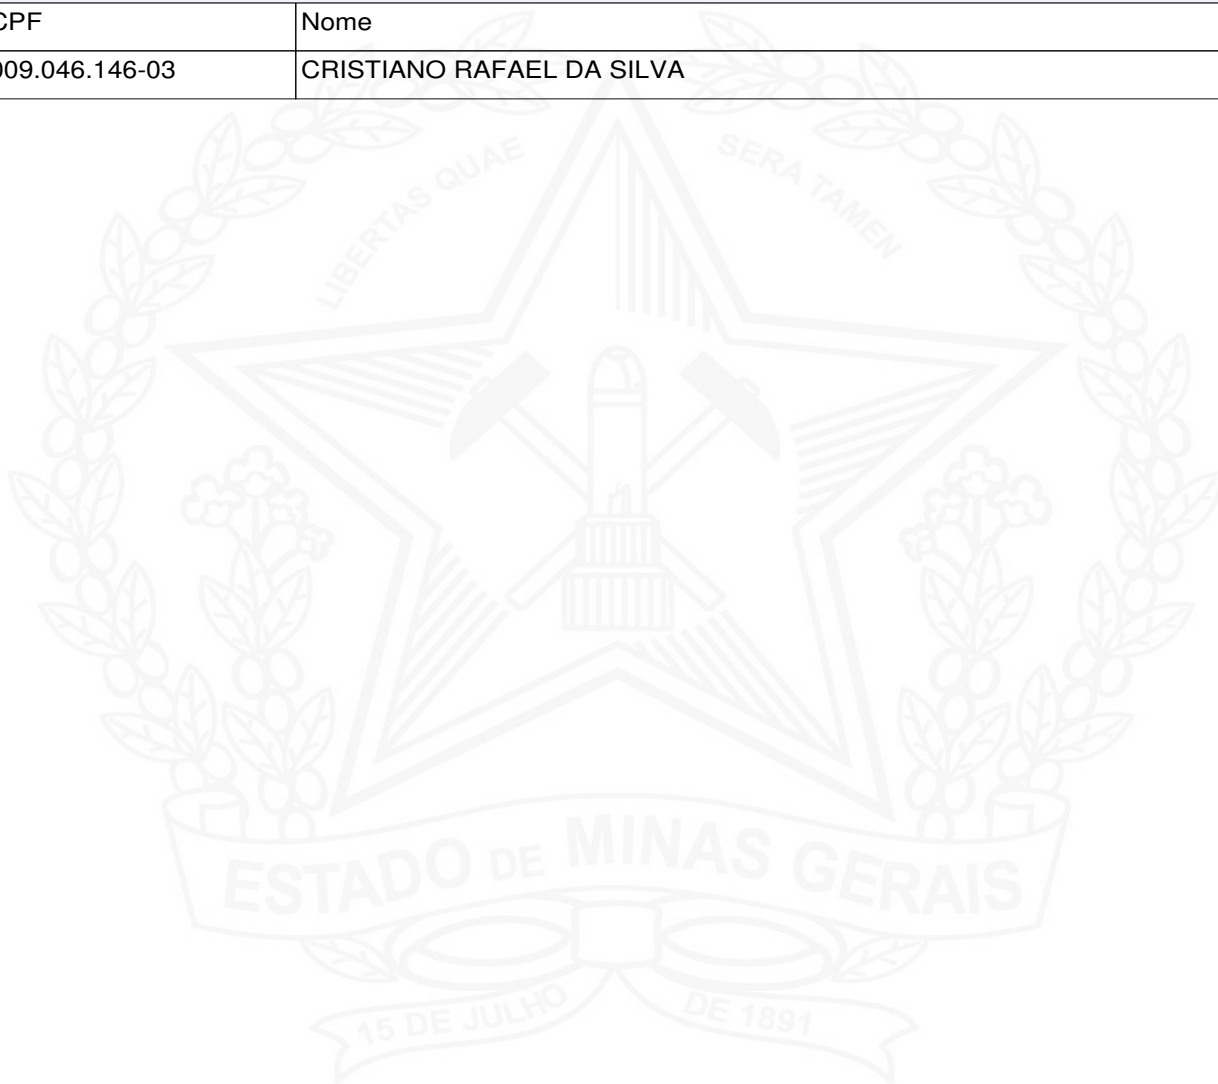 CPF Nome
009.046.146-03 CRISTIANO RAFAEL DA SILVA
LIBERTAS QUAE SERA TAMEN
ESTADO DE MINAS GERAIS
15 DE JULHO DE 1891